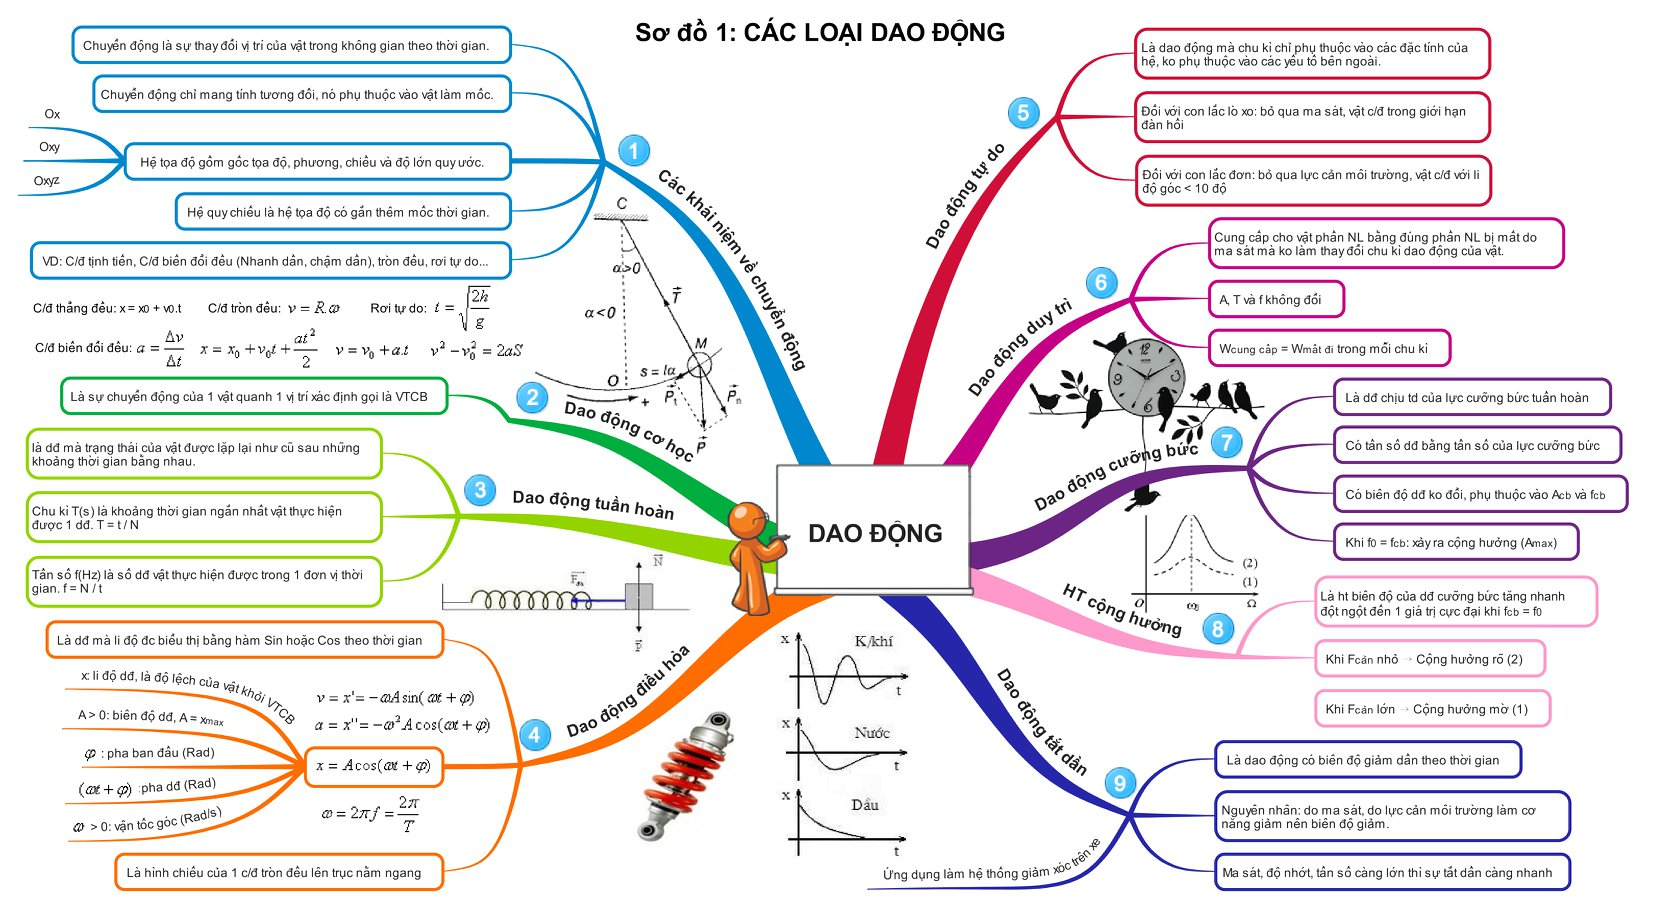 Sơ đồ 1: CÁC LOẠI DAO ĐỘNG
DAO ĐỘNG
1
Các khái niệm về chuyển động
Chuyển động là sự thay đổi vị trí của vật trong không gian theo thời gian.
Chuyển động chỉ mang tính tương đối, nó phụ thuộc vào vật làm mốc.
Ox
Oxy
Oxyz
Hệ tọa độ gồm gốc tọa độ, phương, chiều và độ lớn quy ước.
Hệ quy chiếu là hệ tọa độ có gắn thêm mốc thời gian.
VD: C/đ tịnh tiến, C/đ biến đổi đều (Nhanh dần, chậm dần), tròn đều, rơi tự do...
C/đ thẳng đều: x = x₀ + v₀.t C/đ tròn đều: v = R.ω Rơi tự do: t = √(2h/g)
C/đ biến đổi đều: a = Δv/Δt x = x₀ + v₀t + at²/2 v = v₀ + a.t v² − v₀² = 2aS
C
α>0
T
α<0
M
s = lα
O
+
Pt
Pn
P
2
Dao động cơ học
Là sự chuyển động của 1 vật quanh 1 vị trí xác định gọi là VTCB
3
Dao động tuần hoàn
là dđ mà trạng thái của vật được lặp lại như cũ sau những
khoảng thời gian bằng nhau.
Chu kì T(s) là khoảng thời gian ngắn nhất vật thực hiện
được 1 dđ. T = t / N
Tần số f(Hz) là số dđ vật thực hiện được trong 1 đơn vị thời
gian. f = N / t
N
Fđh
P
4
Dao động điều hòa
Là dđ mà li độ đc biểu thị bằng hàm Sin hoặc Cos theo thời gian
x: li độ dđ, là độ lệch của vật khỏi VTCB
A > 0: biên độ dđ, A = xmax
φ : pha ban đầu (Rad)
(ωt + φ) :pha dđ (Rad)
ω > 0: vận tốc góc (Rad/s)
v = x' = −ωA sin( ωt + φ)
a = x'' = −ω² A cos(ωt + φ)
x = A cos(ωt + φ)
ω = 2πf = 2π/T
Là hình chiếu của 1 c/đ tròn đều lên trục nằm ngang
5
Dao động tự do
Là dao động mà chu kì chỉ phụ thuộc vào các đặc tính của
hệ, ko phụ thuộc vào các yếu tố bên ngoài.
Đối với con lắc lò xo: bỏ qua ma sát, vật c/đ trong giới hạn
đàn hồi
Đối với con lắc đơn: bỏ qua lực cản môi trường, vật c/đ với li
độ góc < 10 độ
6
Dao động duy trì
Cung cấp cho vật phần NL bằng đúng phần NL bị mất do
ma sát mà ko làm thay đổi chu kì dao động của vật.
A, T và f không đổi
Wcung cấp = Wmất đi trong mỗi chu kì
12
3
6
9
7
Dao động cưỡng bức
Là dđ chịu td của lực cưỡng bức tuần hoàn
Có tần số dđ bằng tần số của lực cưỡng bức
Có biên độ dđ ko đổi, phụ thuộc vào Acb và fcb
Khi f₀ = fcb: xảy ra cộng hưởng (Amax)
(2)
(1)
O
ω₀
Ω
8
HT cộng hưởng
Là ht biên độ của dđ cưỡng bức tăng nhanh
đột ngột đến 1 giá trị cực đại khi fcb = f₀
Khi Fcản nhỏ → Cộng hưởng rõ (2)
Khi Fcản lớn → Cộng hưởng mờ (1)
9
Dao động tắt dần
Là dao động có biên độ giảm dần theo thời gian
Nguyên nhân: do ma sát, do lực cản môi trường làm cơ
năng giảm nên biên độ giảm.
Ma sát, độ nhớt, tần số càng lớn thì sự tắt dần càng nhanh
Ứng dụng làm hệ thống giảm xóc trên xe
x
K/khí
t
x
Nước
t
x
Dầu
t